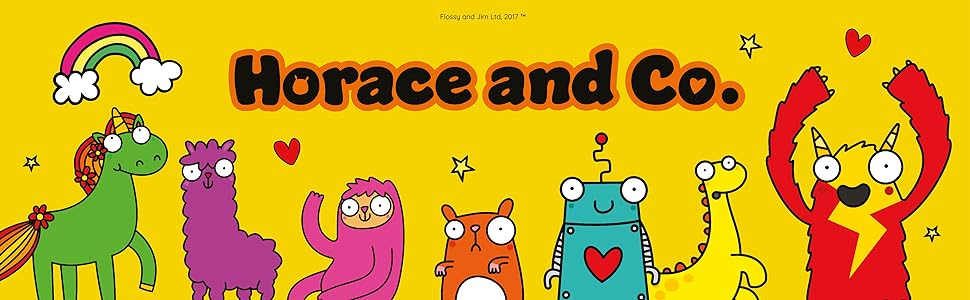 Flossy and Jim Ltd, 2017 ™
Horace and Co.